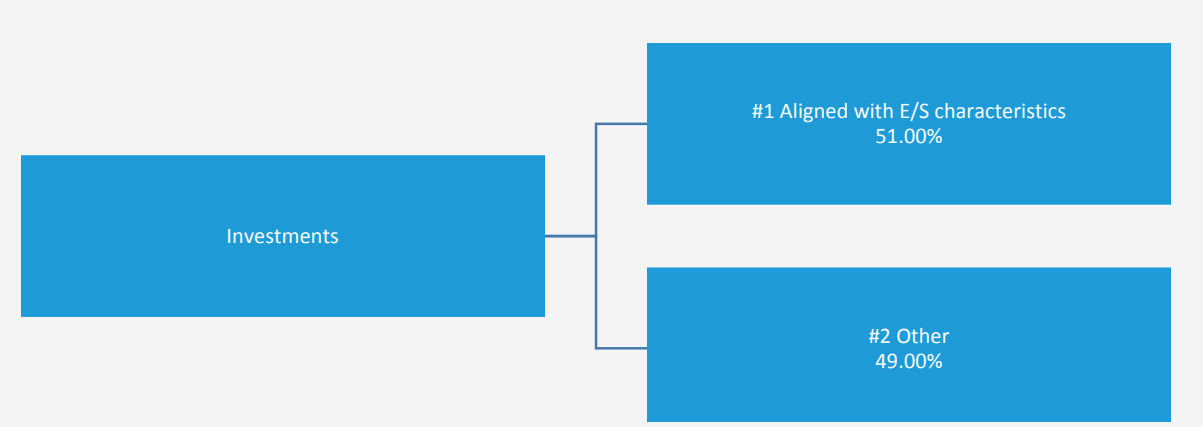 #1 Aligned with E/S characteristics
51.00%
Investments
#2 Other
49.00%